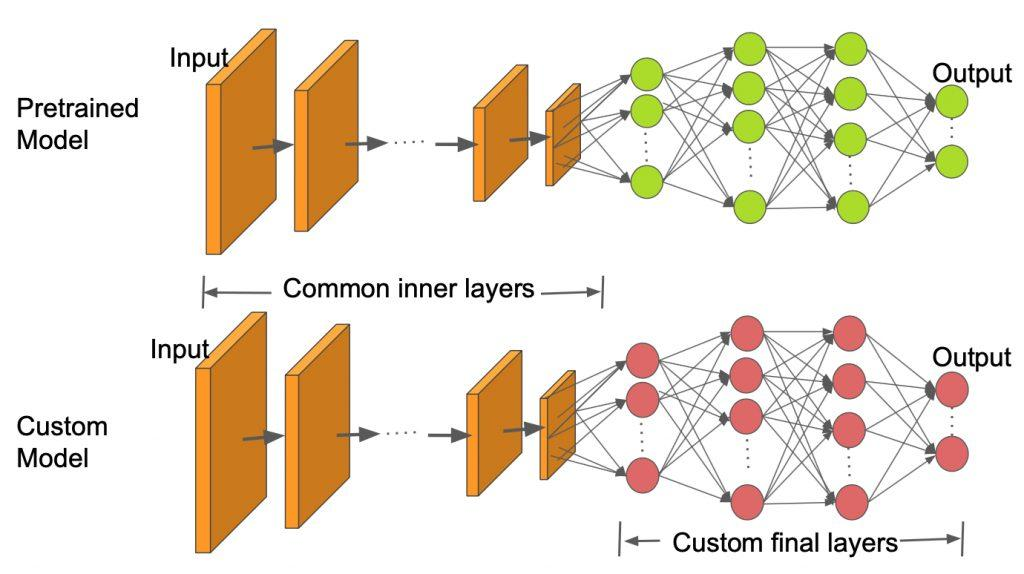 Input
Output
Pretrained
Model
Common inner layers
Input
Output
Custom
Model
Custom final layers